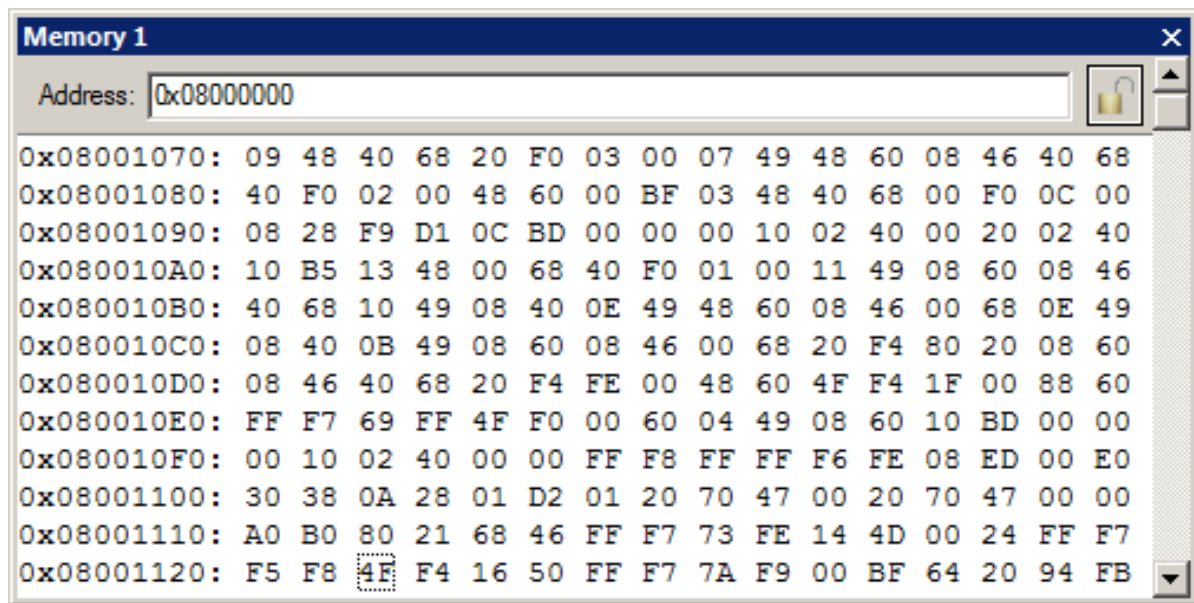 Memory 1
Address: 0x08000000
0x08001070: 09 48 40 68 20 F0 03 00 07 49 48 60 08 46 40 68
0x08001080: 40 F0 02 00 48 60 00 BF 03 48 40 68 00 F0 0C 00
0x08001090: 08 28 F9 D1 0C BD 00 00 00 10 02 40 00 20 02 40
0x080010A0: 10 B5 13 48 00 68 40 F0 01 00 11 49 08 60 08 46
0x080010B0: 40 68 10 49 08 40 0E 49 48 60 08 46 00 68 0E 49
0x080010C0: 08 40 0B 49 08 60 08 46 00 68 20 F4 80 20 08 60
0x080010D0: 08 46 40 68 20 F4 FE 00 48 60 4F F4 1F 00 88 60
0x080010E0: FF F7 69 FF 4F F0 00 60 04 49 08 60 10 BD 00 00
0x080010F0: 00 10 02 40 00 00 FF F8 FF FF F6 FE 08 ED 00 E0
0x08001100: 30 38 0A 28 01 D2 01 20 70 47 00 20 70 47 00 00
0x08001110: A0 B0 80 21 68 46 FF F7 73 FE 14 4D 00 24 FF F7
0x08001120: F5 F8 4F F4 16 50 FF F7 7A F9 00 BF 64 20 94 FB